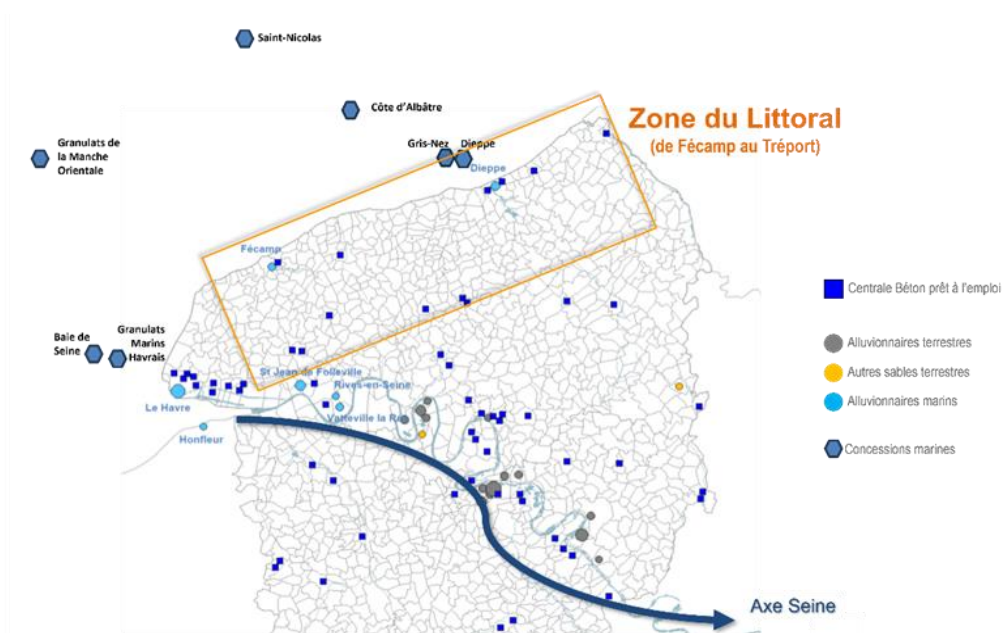 Saint-Nicolas
Côte d'Albâtre
Zone du Littoral
(de Fécamp au Tréport)
Granulats de
la Manche
Orientale
Gris-Nez
Dieppe
Dieppe
Fécamp
Centrale Béton prêt à l'emploi
Baie de
Seine
Granulats
Marins
Havrais
Alluvionnaires terrestres
Autres sables terrestres
Alluvionnaires marins
St Jean de Folleville
Rives-en-Seine
Le Havre
Vatteville la
Honfleur
Concessions marines
Axe Seine